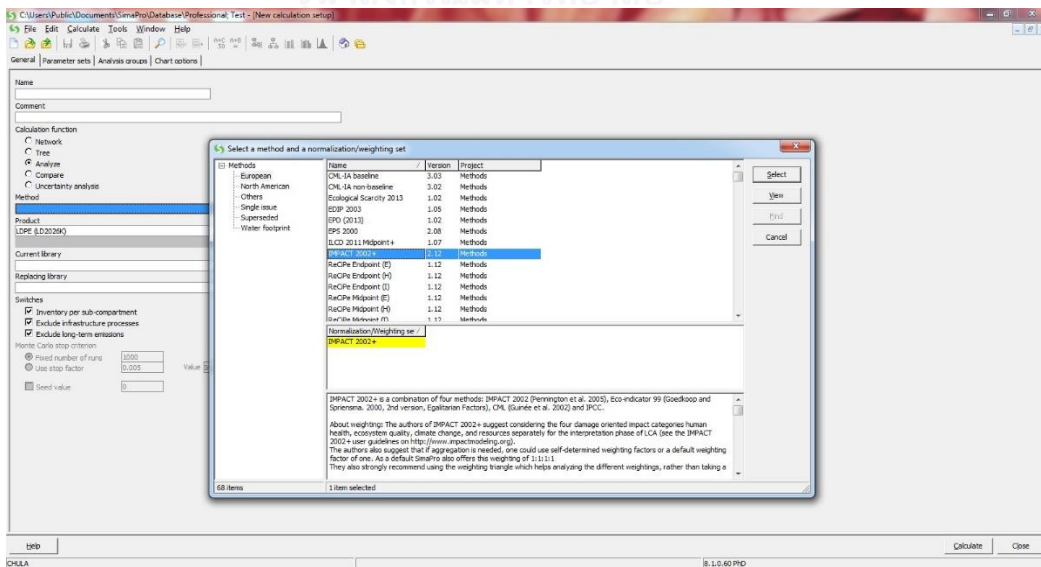 C:\Users\Public\Documents\SimaPro\Database\Professional; Test - [New calculation setup]
File Edit Calculate Tools Window Help
General Parameter sets Analysis groups Chart options
Name
Comment
Calculation function
Network
Tree
Analyze
Compare
Uncertainty analysis
Method
Product
LDPE (LD2026K)
Current library
Replacing library
Switches
Inventory per sub-compartment
Exclude infrastructure processes
Exclude long-term emissions
Monte Carlo stop criterion
Fixed number of runs 1000
Use stop factor 0.005 Value
Seed value 0
Select a method and a normalization/weighting set
Methods
European
North American
Others
Single issue
Superseded
Water footprint
Name Version Project
CML-IA baseline 3.03 Methods
CML-IA non-baseline 3.02 Methods
Ecological Scarcity 2013 1.02 Methods
EDIP 2003 1.05 Methods
EPD (2013) 1.02 Methods
EPS 2000 2.08 Methods
ILCD 2011 Midpoint+ 1.07 Methods
IMPACT 2002+ 2.12 Methods
ReCiPe Endpoint (E) 1.12 Methods
ReCiPe Endpoint (H) 1.12 Methods
ReCiPe Endpoint (I) 1.12 Methods
ReCiPe Midpoint (E) 1.12 Methods
ReCiPe Midpoint (H) 1.12 Methods
ReCiPe Midpoint (I) 1.12 Methods
Select
View
Find
Cancel
Normalization/Weighting se
IMPACT 2002+
IMPACT 2002+ is a combination of four methods: IMPACT 2002 (Pennington et al. 2005), Eco-indicator 99 (Goedkoop and
Spriensma. 2000, 2nd version, Egalitarian Factors), CML (Guinée et al. 2002) and IPCC.
About weighting: The authors of IMPACT 2002+ suggest considering the four damage oriented impact categories human
health, ecosystem quality, climate change, and resources separately for the interpretation phase of LCA (see the IMPACT
2002+ user guidelines on http://www.impactmodeling.org).
The authors also suggest that if aggregation is needed, one could use self-determined weighting factors or a default weighting
factor of one. As a default SimaPro also offers this weighting of 1:1:1:1
They also strongly recommend using the weighting triangle which helps analyzing the different weightings, rather than taking a
68 items 1 item selected
Help Calculate Close
CHULA 8.1.0.60 PhD